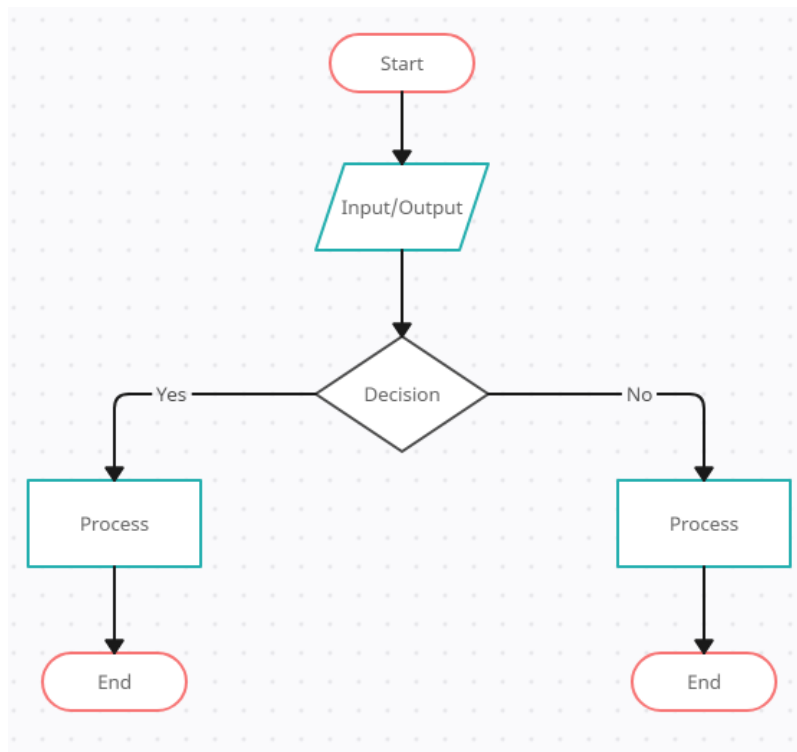 Start
Input/Output
Decision
Yes
No
Process
Process
End
End